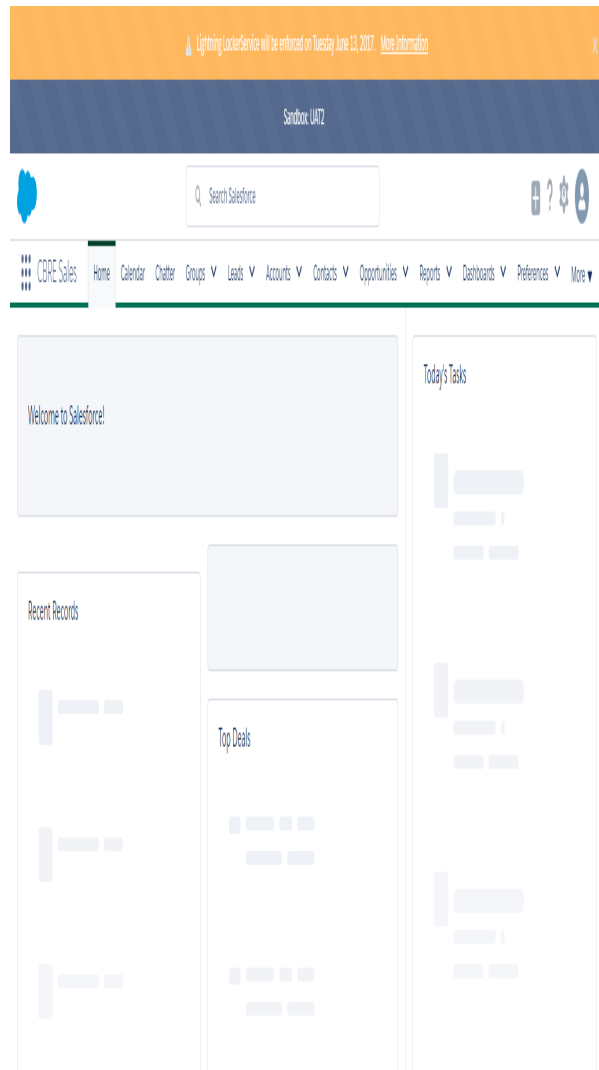 Lightning LockerService will be enforced on Tuesday June 13, 2017. More Information X
Sandbox: UAT2
Search Salesforce
CBRE Sales Home Calendar Chatter Groups Leads Accounts Contacts Opportunities Reports Dashboards Preferences More
Today's Tasks
Welcome to Salesforce!
Recent Records
Top Deals